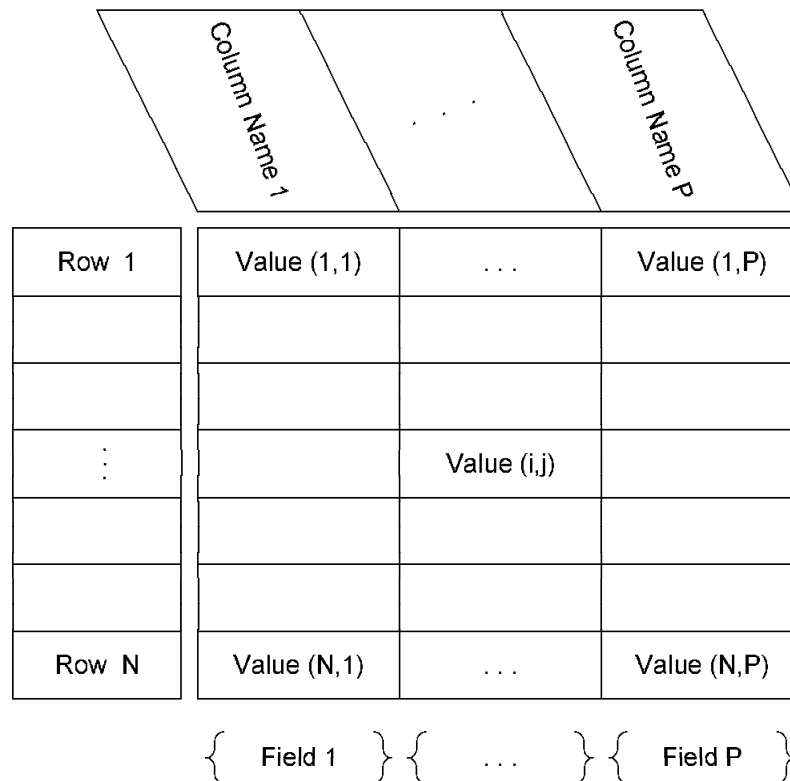 Column Name 1
. . .
Column Name P
Row 1
Value (1,1)
. . .
Value (1,P)
. . .
Value (i,j)
Row N
Value (N,1)
. . .
Value (N,P)
{ Field 1 }
{ . . . }
{ Field P }